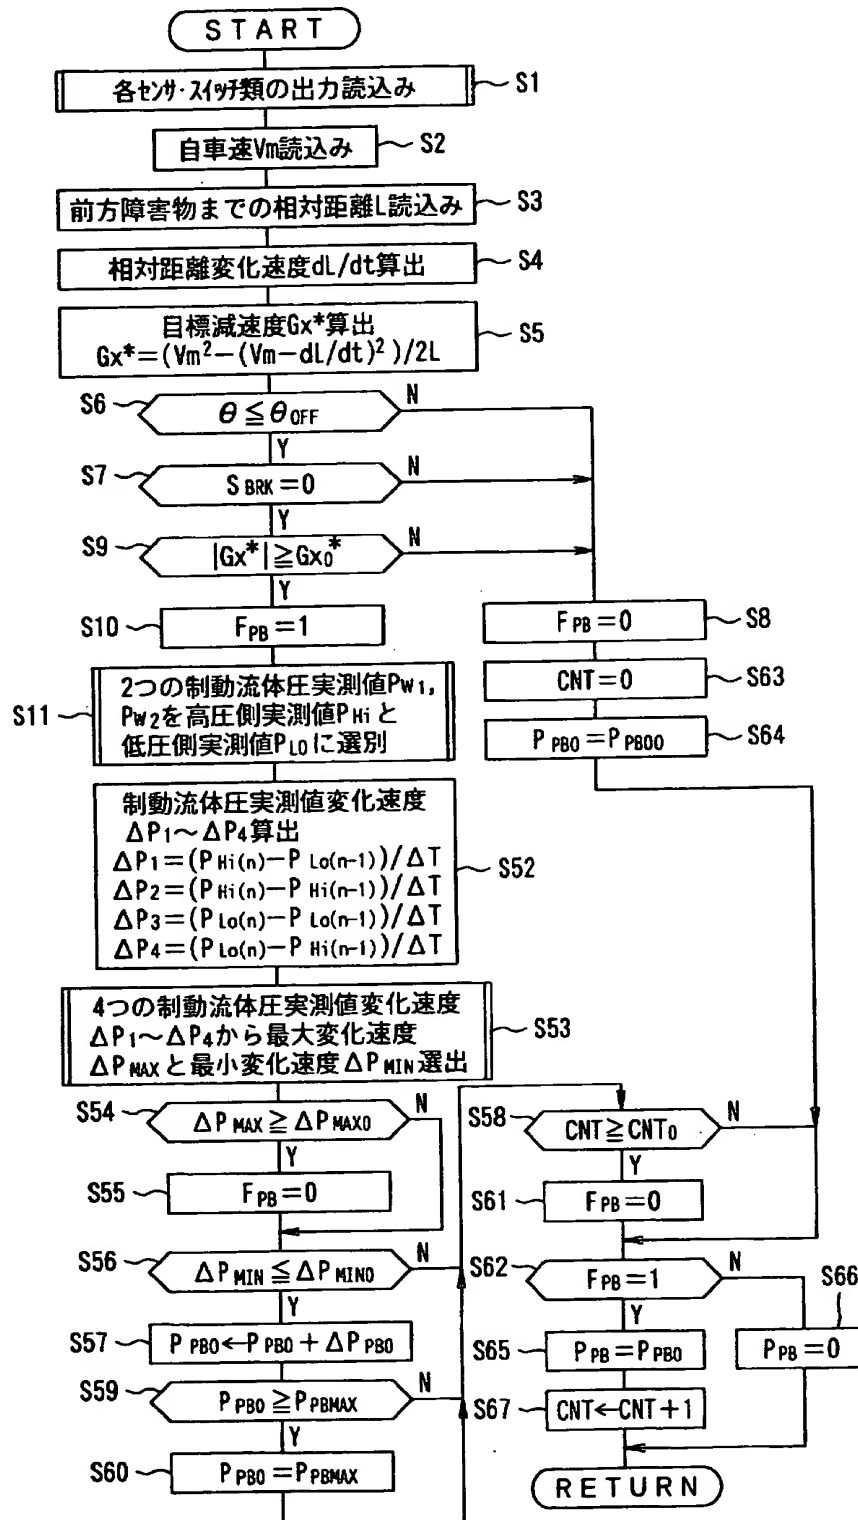 START
各センサ・スイッチ類の出力読込み
S1
自車速Vm読込み
S2
前方障害物までの相対距離L読込み
S3
相対距離変化速度dL/dt算出
S4
目標減速度Gx*算出
Gx*=(Vm²-(Vm-dL/dt)²)/2L
S5
S6
θ≦θOFF
N
Y
S7
SBRK=0
N
Y
S9
|Gx*|≧Gx0*
N
Y
S10
FPB=1
S11
2つの制動流体圧実測値PW1,
PW2を高圧側実測値PHiと
低圧側実測値PLOに選別
FPB=0
S8
CNT=0
S63
PPBO=PPBOO
S64
制動流体圧実測値変化速度
ΔP1~ΔP4算出
ΔP1=(PHi(n)-PLo(n-1))/ΔT
ΔP2=(PHi(n)-PHi(n-1))/ΔT
ΔP3=(PLo(n)-PLo(n-1))/ΔT
ΔP4=(PLo(n)-PHi(n-1))/ΔT
S52
4つの制動流体圧実測値変化速度
ΔP1~ΔP4から最大変化速度
ΔPMAXと最小変化速度ΔPMIN選出
S53
S54
ΔPMAX≧ΔPMAX0
N
Y
S55
FPB=0
S56
ΔPMIN≦ΔPMINO
N
Y
S57
PPBO←PPBO+ΔPPBO
S59
PPBO≧PPBMAX
N
Y
S60
PPBO=PPBMAX
S58
CNT≧CNT0
N
Y
S61
FPB=0
S62
FPB=1
N
Y
S66
S65
PPB=PPBO
PPB=0
S67
CNT←CNT+1
RETURN